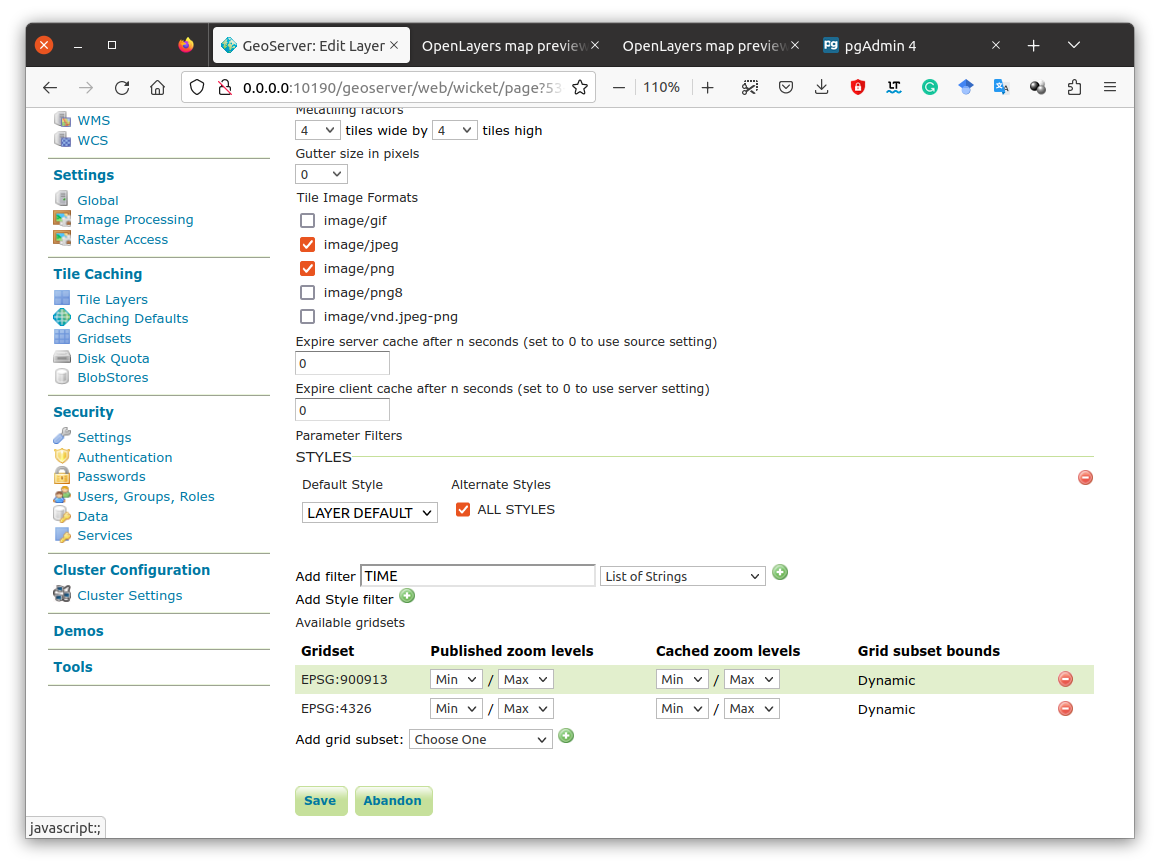 GeoServer: Edit Layer
OpenLayers map preview
OpenLayers map preview
pgAdmin 4
0.0.0.0:10190/geoserver/web/wicket/page?53
110%
WMS
WCS
Settings
Global
Image Processing
Raster Access
Tile Caching
Tile Layers
Caching Defaults
Gridsets
Disk Quota
BlobStores
Security
Settings
Authentication
Passwords
Users, Groups, Roles
Data
Services
Cluster Configuration
Cluster Settings
Demos
Tools
Metatiling factors
4 tiles wide by 4 tiles high
Gutter size in pixels
0
Tile Image Formats
image/gif
image/jpeg
image/png
image/png8
image/vnd.jpeg-png
Expire server cache after n seconds (set to 0 to use source setting)
0
Expire client cache after n seconds (set to 0 to use server setting)
0
Parameter Filters
STYLES
Default Style Alternate Styles
LAYER DEFAULT ALL STYLES
Add filter TIME List of Strings
Add Style filter
Available gridsets
Gridset Published zoom levels Cached zoom levels Grid subset bounds
EPSG:900913 Min / Max Min / Max Dynamic
EPSG:4326 Min / Max Min / Max Dynamic
Add grid subset: Choose One
Save Abandon
javascript:;